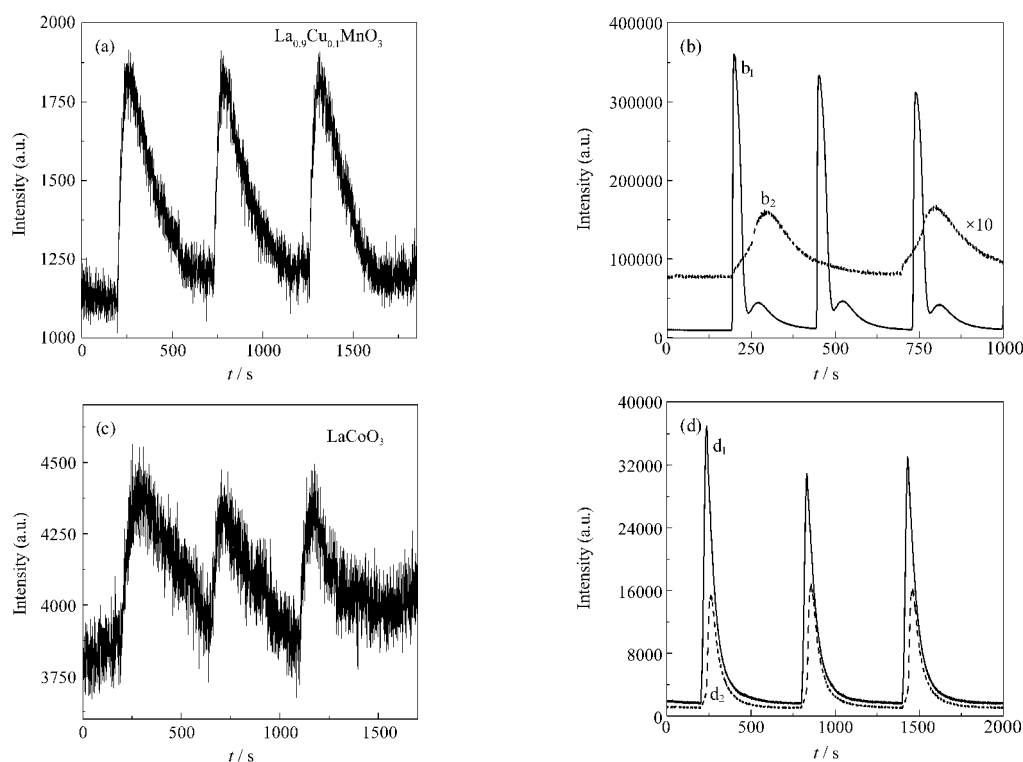 (a)
La₀.₉Cu₀.₁MnO₃
2000
1750
1500
1250
1000
Intensity (a.u.)
0
500
1000
1500
t / s
(b)
b₁
b₂
×10
400000
300000
200000
100000
0
Intensity (a.u.)
0
250
500
750
1000
t / s
(c)
LaCoO₃
4500
4250
4000
3750
Intensity (a.u.)
0
500
1000
1500
t / s
(d)
d₁
d₂
40000
32000
24000
16000
8000
0
Intensity (a.u.)
0
500
1000
1500
2000
t / s